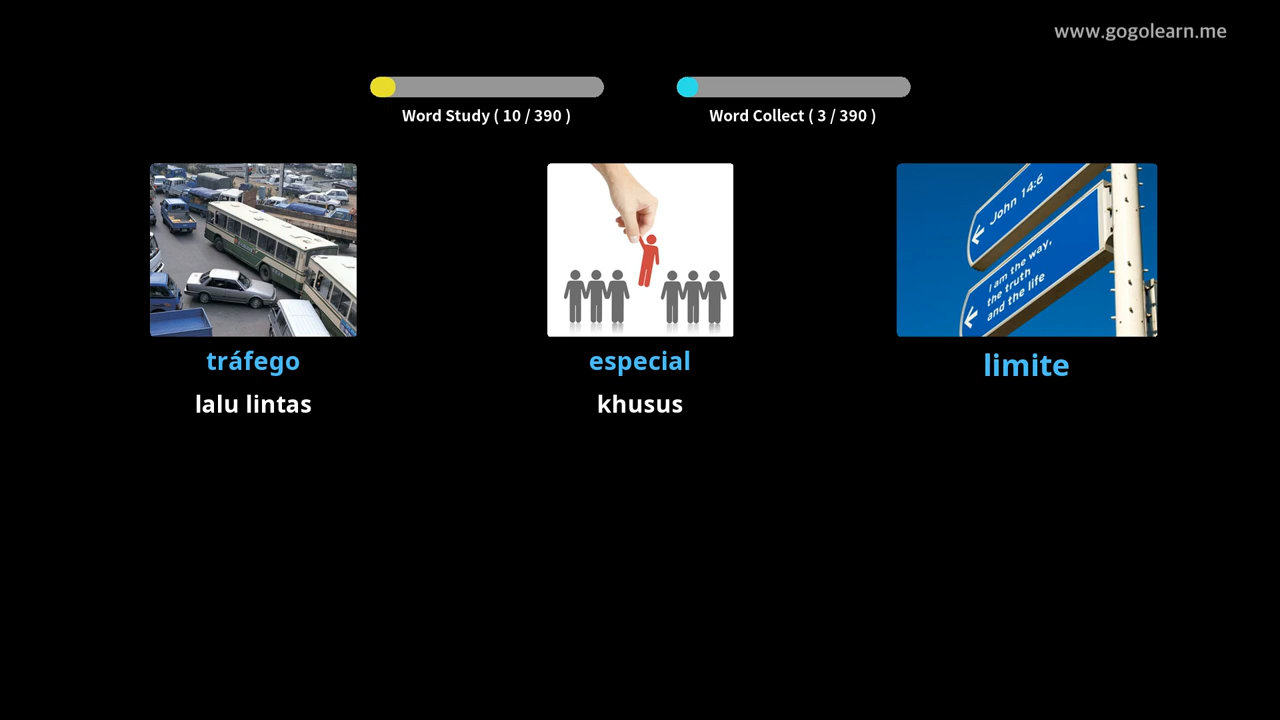 www.gogolearn.me
Word Study ( 10 / 390 )
Word Collect ( 3 / 390 )
John 14:6
I am the way,
the truth
and the life
tráfego
especial
limite
lalu lintas
khusus